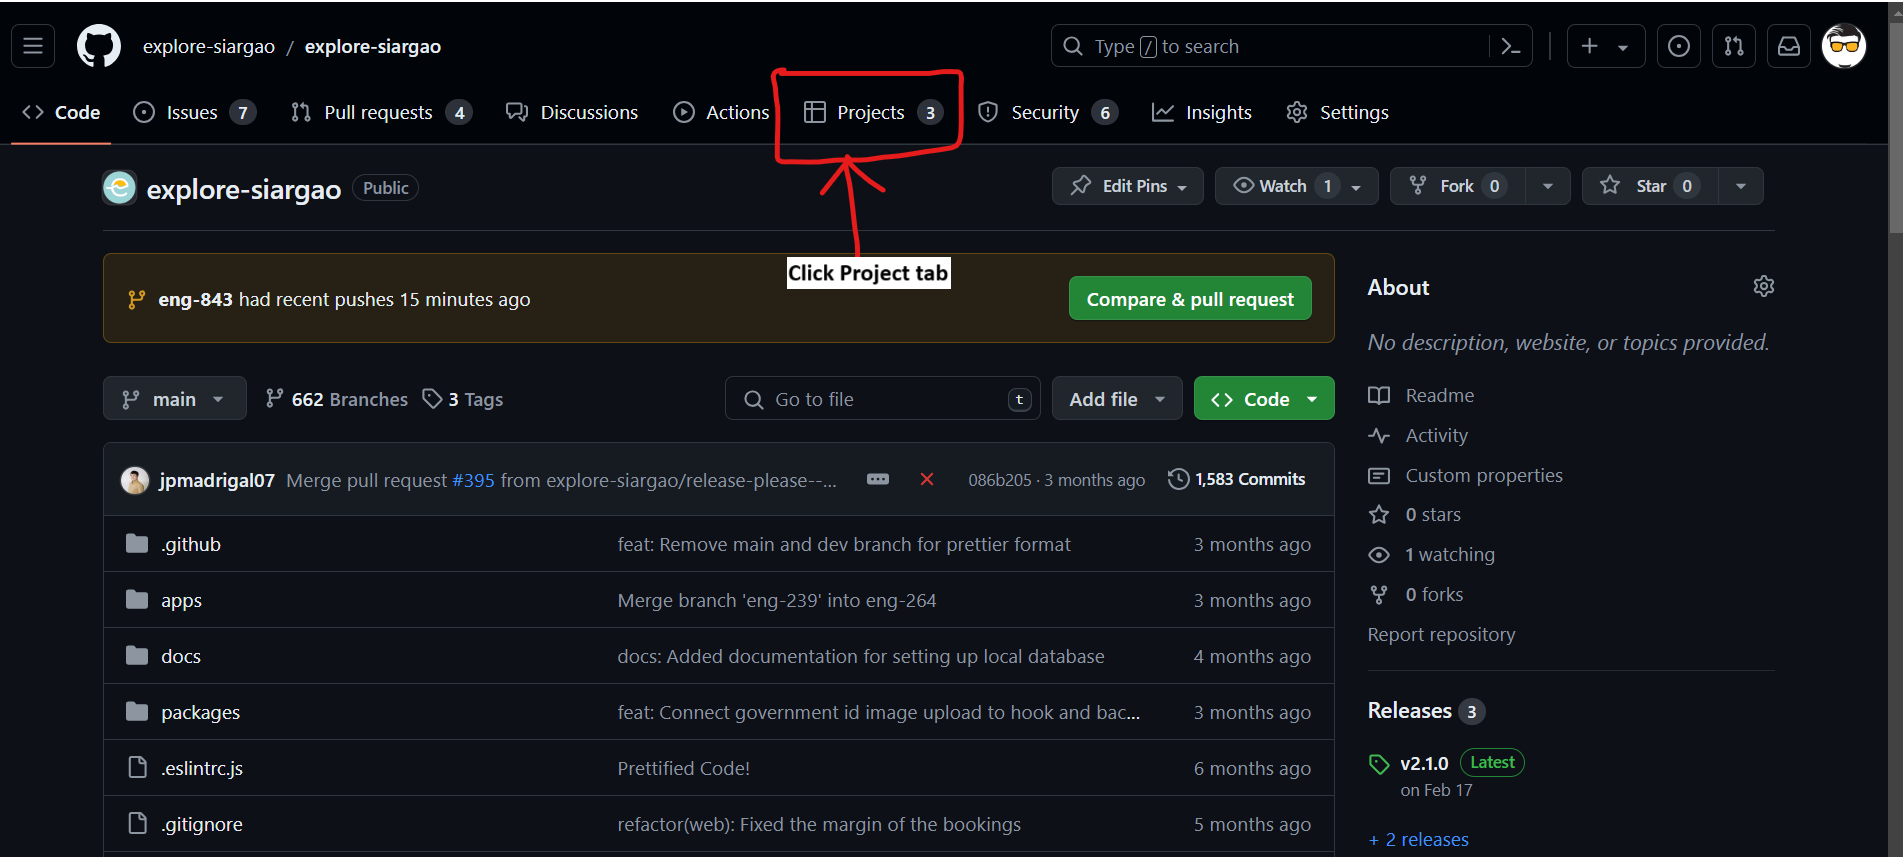 explore-siargao / explore-siargao
Type / to search
Code
Issues 7
Pull requests 4
Discussions
Actions
Projects 3
Security 6
Insights
Settings
explore-siargao Public
Edit Pins
Watch 1
Fork 0
Star 0
Click Project tab
eng-843 had recent pushes 15 minutes ago
Compare & pull request
main
662 Branches
3 Tags
Go to file t
Add file
Code
jpmadrigal07 Merge pull request #395 from explore-siargao/release-please--... 086b205 · 3 months ago 1,583 Commits
.github feat: Remove main and dev branch for prettier format 3 months ago
apps Merge branch 'eng-239' into eng-264 3 months ago
docs docs: Added documentation for setting up local database 4 months ago
packages feat: Connect government id image upload to hook and bac... 3 months ago
.eslintrc.js Prettified Code! 6 months ago
.gitignore refactor(web): Fixed the margin of the bookings 5 months ago
About
No description, website, or topics provided.
Readme
Activity
Custom properties
0 stars
1 watching
0 forks
Report repository
Releases 3
v2.1.0 Latest
on Feb 17
+ 2 releases